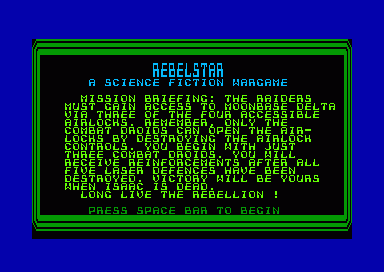 REBELSTAR
A SCIENCE FICTION WARGAME
MISSION BRIEFING: THE RAIDERS
MUST GAIN ACCESS TO MOONBASE DELTA
VIA THREE OF THE FOUR ACCESSIBLE
AIRLOCKS. REMEMBER, ONLY THE
COMBAT DROIDS CAN OPEN THE AIR-
LOCKS BY DESTROYING THE AIRLOCK
CONTROLS. YOU BEGIN WITH JUST
THREE COMBAT DROIDS. YOU WILL
RECEIVE REINFORCEMENTS AFTER ALL
FIVE LASER DEFENCES HAVE BEEN
DESTROYED. VICTORY WILL BE YOURS
WHEN ISAAC IS DEAD.
LONG LIVE THE REBELLION !
PRESS SPACE BAR TO BEGIN